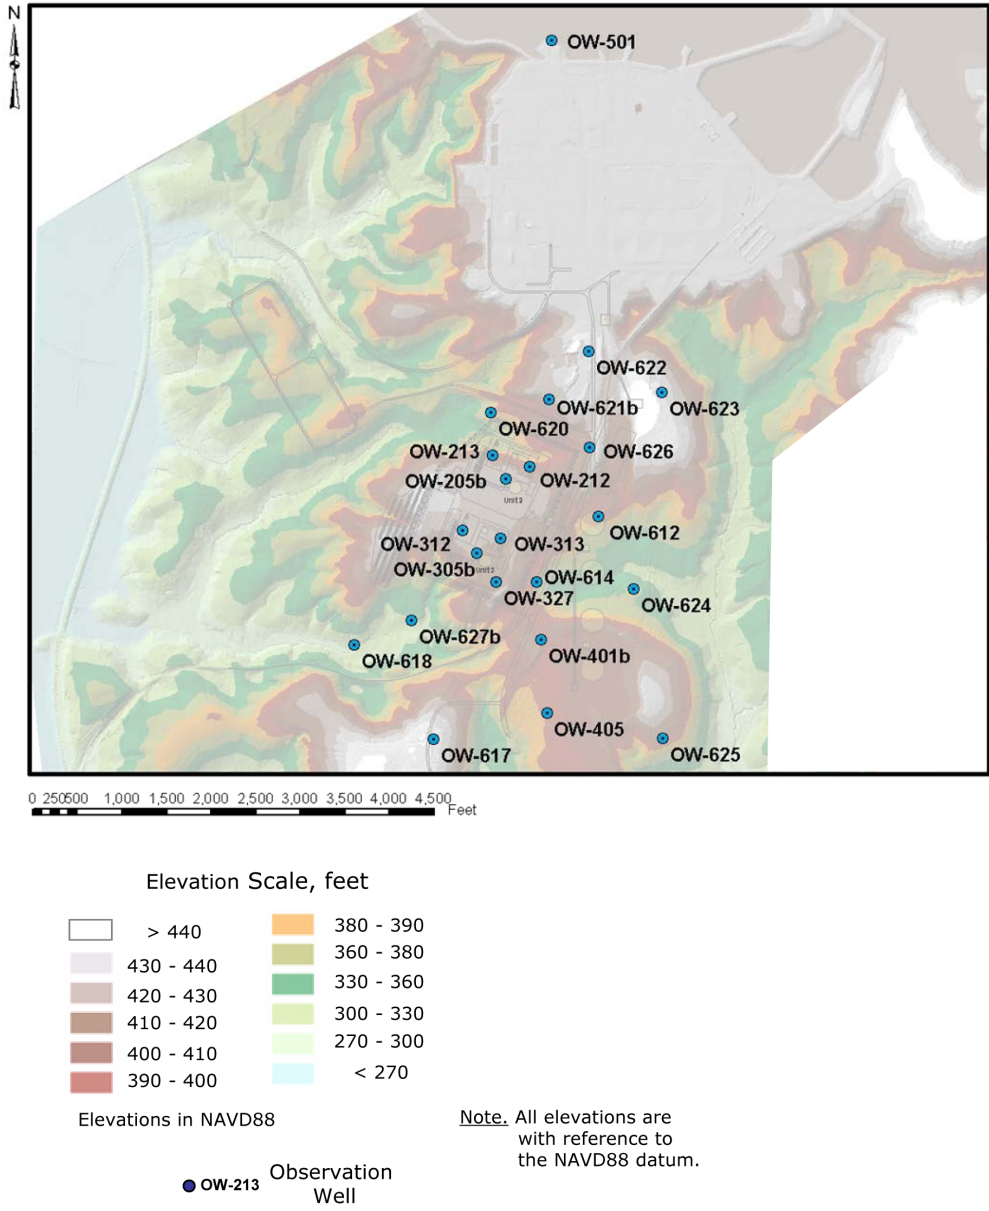 N
OW-501
OW-622
OW-621b
OW-623
OW-620
OW-213
OW-626
OW-205b
OW-212
Unit 2
OW-612
OW-312
OW-313
OW-305b
Unit 3
OW-614
OW-327
OW-624
OW-627b
OW-401b
OW-618
OW-405
OW-617
OW-625
0 250 500 1,000 1,500 2,000 2,500 3,000 3,500 4,000 4,500
Feet
Elevation Scale, feet
> 440
430 - 440
420 - 430
410 - 420
400 - 410
390 - 400
380 - 390
360 - 380
330 - 360
300 - 330
270 - 300
< 270
Elevations in NAVD88
Note. All elevations are
with reference to
the NAVD88 datum.
OW-213
Observation
Well